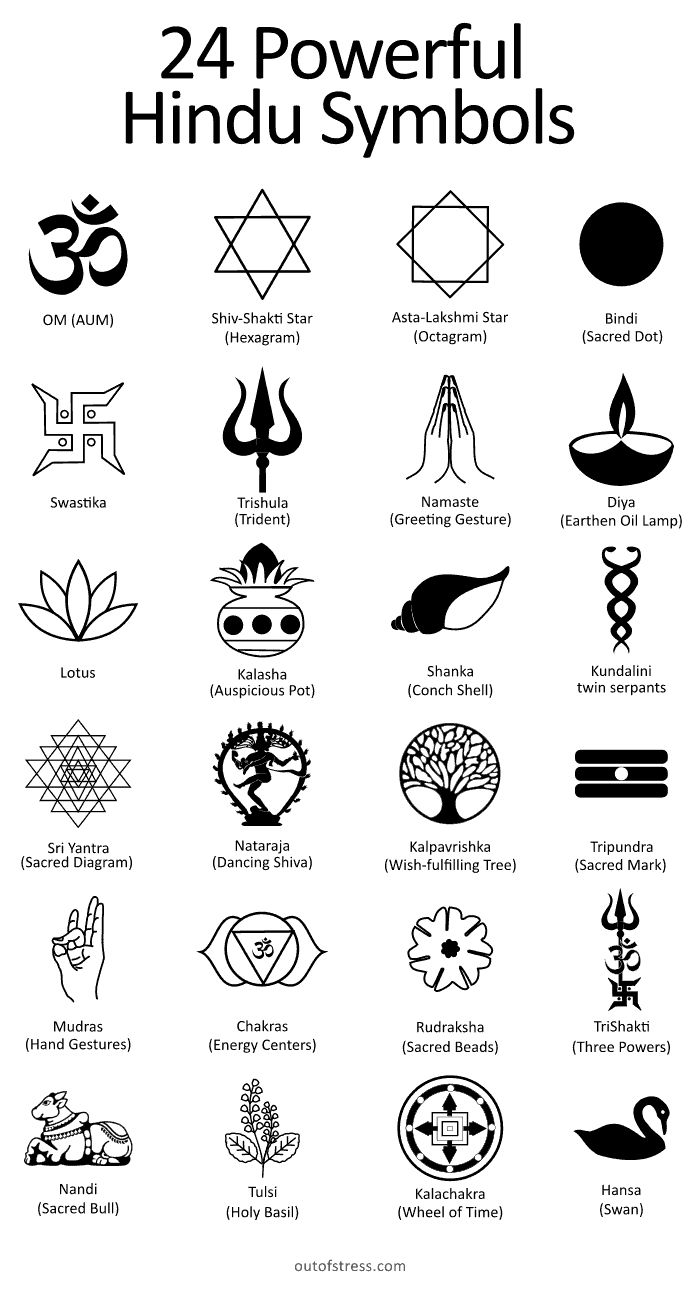 24 Powerful
Hindu Symbols
OM (AUM)
Shiv-Shakti Star
(Hexagram)
Asta-Lakshmi Star
(Octagram)
Bindi
(Sacred Dot)
Swastika
Trishula
(Trident)
Namaste
(Greeting Gesture)
Diya
(Earthen Oil Lamp)
Lotus
Kalasha
(Auspicious Pot)
Shanka
(Conch Shell)
Kundalini
twin serpants
Sri Yantra
(Sacred Diagram)
Nataraja
(Dancing Shiva)
Kalpavrishka
(Wish-fulfilling Tree)
Tripundra
(Sacred Mark)
Mudras
(Hand Gestures)
ॐ
Chakras
(Energy Centers)
Rudraksha
(Sacred Beads)
TriShakti
(Three Powers)
Nandi
(Sacred Bull)
Tulsi
(Holy Basil)
Kalachakra
(Wheel of Time)
Hansa
(Swan)
outofstress.com